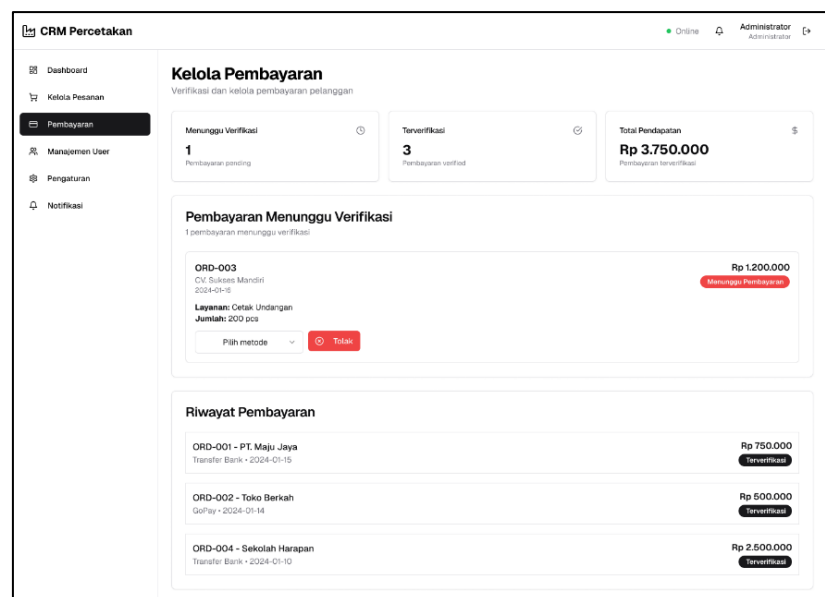 CRM Percetakan
Online
Administrator
Administrator
Dashboard
Kelola Pesanan
Pembayaran
Manajemen User
Pengaturan
Notifikasi
Kelola Pembayaran
Verifikasi dan kelola pembayaran pelanggan
Menunggu Verifikasi
1
Pembayaran pending
Terverifikasi
3
Pembayaran verified
Total Pendapatan
$
Rp 3.750.000
Pembayaran terverifikasi
Pembayaran Menunggu Verifikasi
1 pembayaran menunggu verifikasi
ORD-003
Rp 1.200.000
CV. Sukses Mandiri
Menunggu Pembayaran
2024-01-16
Layanan: Cetak Undangan
Jumlah: 200 pcs
Pilih metode
Tolak
Riwayat Pembayaran
ORD-001 - PT. Maju Jaya
Rp 750.000
Transfer Bank • 2024-01-15
Terverifikasi
ORD-002 - Toko Berkah
Rp 500.000
GoPay • 2024-01-14
Terverifikasi
ORD-004 - Sekolah Harapan
Rp 2.500.000
Transfer Bank • 2024-01-10
Terverifikasi